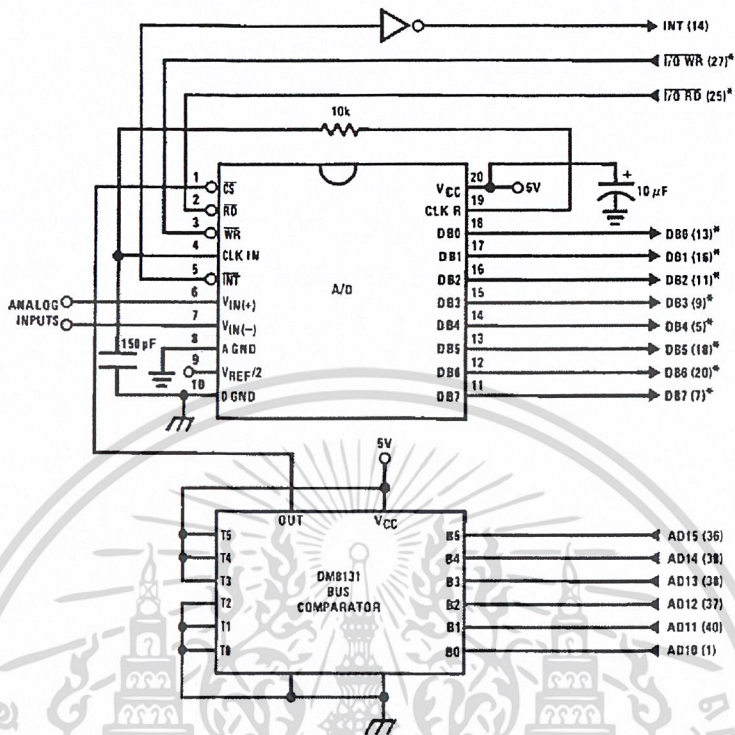 INT (14)
I/O WR (27)*
I/O RD (25)*
10k
1 CS
2 RD
3 WR
4 CLK IN
5 INT
6 VIN(+)
7 VIN(−)
8 A GND
9 VREF/2
10 D GND
A/D
VCC 20
CLK R 19
DB0 18
DB1 17
DB2 16
DB3 15
DB4 14
DB5 13
DB6 12
DB7 11
5V
+
10 µF
DB0 (13)*
DB1 (16)*
DB2 (11)*
DB3 (9)*
DB4 (5)*
DB5 (18)*
DB6 (20)*
DB7 (7)*
ANALOG
INPUTS
150 pF
5V
OUT VCC
T5
T4
T3
T2
T1
T0
DM8131
BUS
COMPARATOR
B5
B4
B3
B2
B1
B0
AD15 (36)
AD14 (39)
AD13 (38)
AD12 (37)
AD11 (40)
AD10 (1)